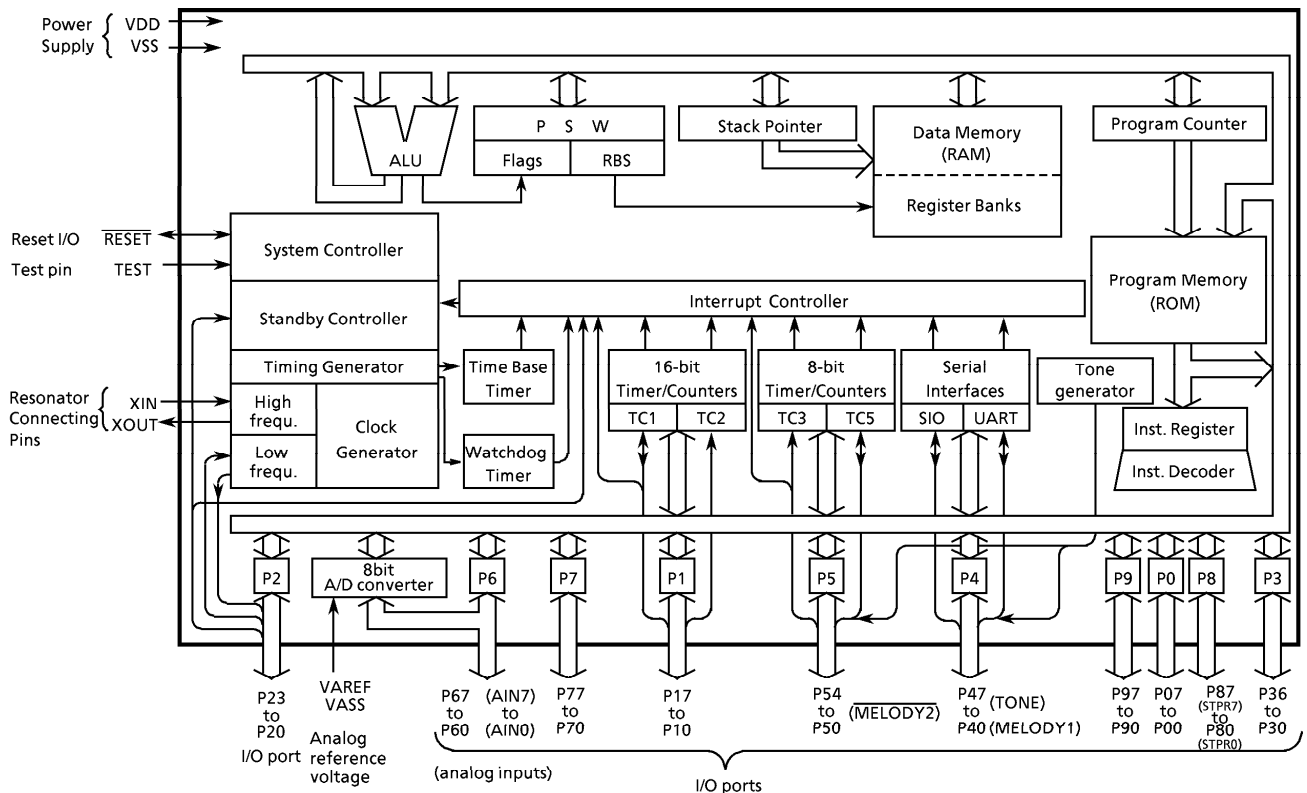 Power
Supply
VDD
VSS
P S W
Stack Pointer
Data Memory
(RAM)
Program Counter
ALU
Flags
RBS
Register Banks
Reset I/O
RESET
Test pin
TEST
System Controller
Program Memory
(ROM)
Interrupt Controller
Standby Controller
Timing Generator
Time Base
Timer
16-bit
Timer/Counters
TC1
TC2
8-bit
Timer/Counters
TC3
TC5
Serial
Interfaces
SIO
UART
Tone
generator
Resonator
Connecting
Pins
XIN
XOUT
High
frequ.
Low
frequ.
Clock
Generator
Watchdog
Timer
Inst. Register
Inst. Decoder
P2
8bit
A/D converter
P6
P7
P1
P5
P4
P9
P0
P8
P3
P23
to
P20
I/O port
VAREF
VASS
Analog
reference
voltage
P67
to
P60
(AIN7)
to
(AIN0)
(analog inputs)
P77
to
P70
P17
to
P10
P54
to
P50
(MELODY2)
P47 (TONE)
to
P40 (MELODY1)
P97
to
P90
P07
to
P00
P87
(STPR7)
to
P80
(STPR0)
P36
to
P30
I/O ports